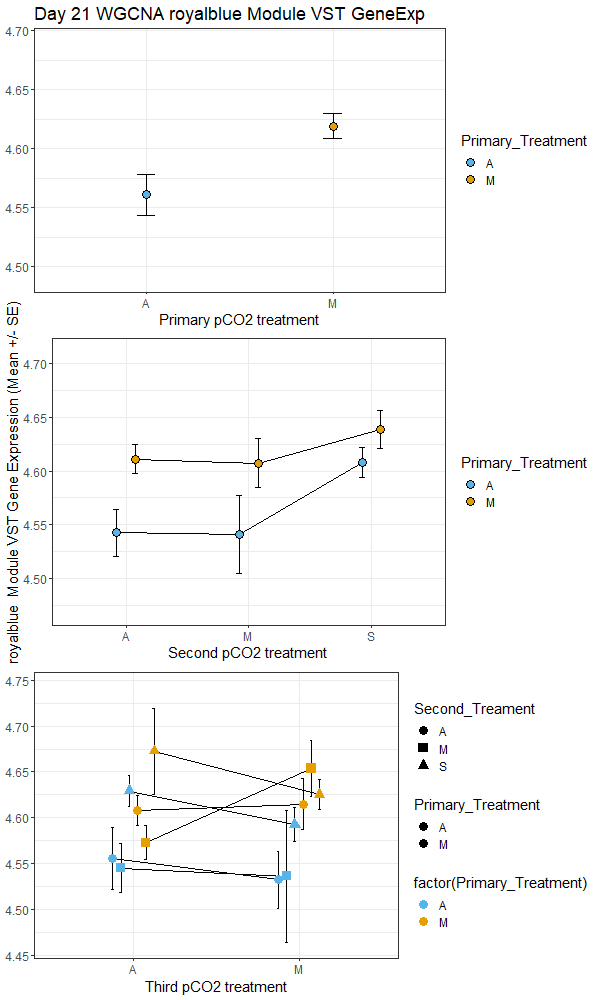 Day 21 WGCNA royalblue Module VST GeneExp
4.70
4.65
4.60
4.55
4.50
A
M
Primary pCO2 treatment
Primary_Treatment
A
M
royalblue Module VST Gene Expression (Mean +/- SE)
4.70
4.65
4.60
4.55
4.50
A
M
S
Second pCO2 treatment
Primary_Treatment
A
M
4.75
4.70
4.65
4.60
4.55
4.50
4.45
A
M
Third pCO2 treatment
Second_Treament
A
M
S
Primary_Treatment
A
M
factor(Primary_Treatment)
A
M